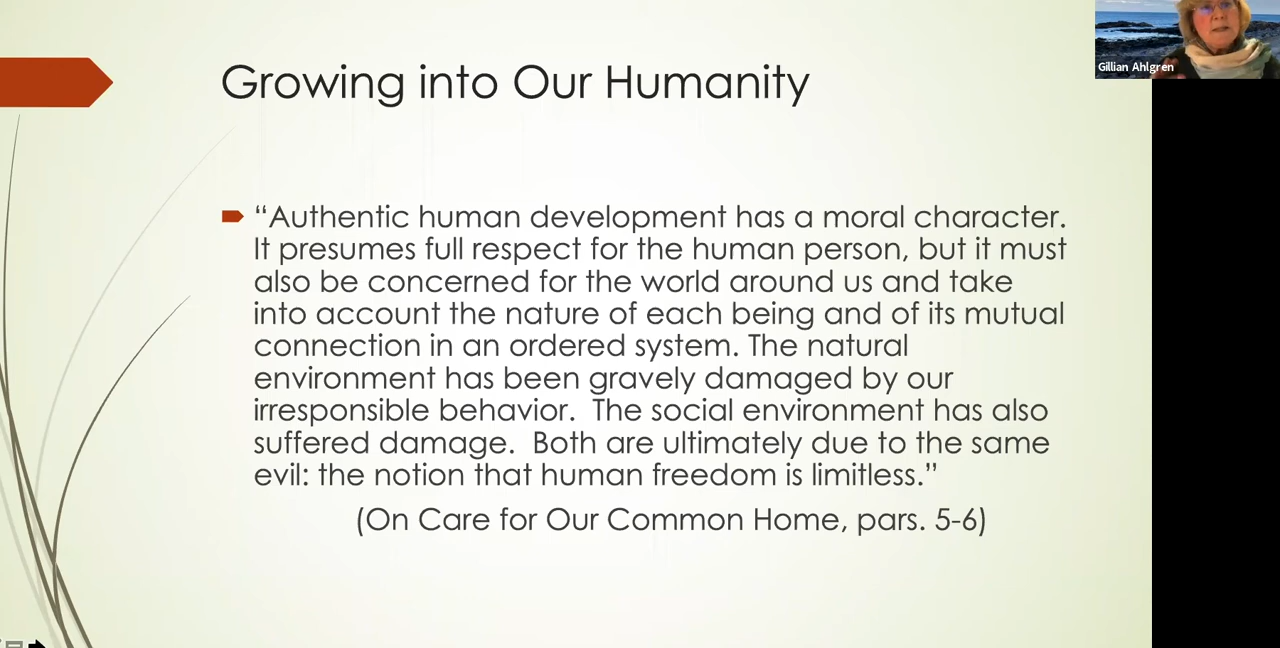 Growing into Our Humanity
Gillian Ahlgren
“Authentic human development has a moral character.
It presumes full respect for the human person, but it must
also be concerned for the world around us and take
into account the nature of each being and of its mutual
connection in an ordered system. The natural
environment has been gravely damaged by our
irresponsible behavior.  The social environment has also
suffered damage.  Both are ultimately due to the same
evil: the notion that human freedom is limitless.”
(On Care for Our Common Home, pars. 5-6)